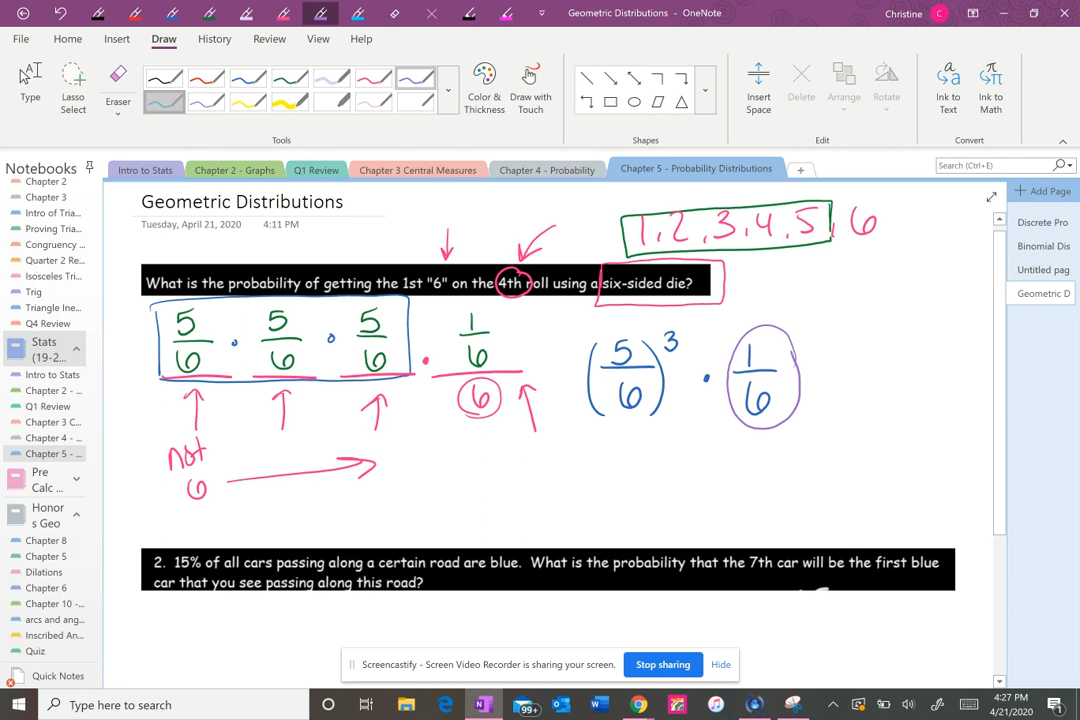 Geometric Distributions - OneNote
Christine
C
File Home Insert Draw History Review View Help
Type
Lasso Select
Eraser
Color & Thickness
Draw with Touch
Insert Space
Delete
Arrange
Rotate
Ink to Text
Ink to Math
Tools
Shapes
Edit
Convert
Notebooks
Intro to Stats
Chapter 2 - Graphs
Q1 Review
Chapter 3 Central Measures
Chapter 4 - Probability
Chapter 5 - Probability Distributions
Search (Ctrl+E)
Chapter 2
Chapter 3
Intro of Tria...
Proving Tria...
Congruency ...
Quarter 2 Re...
Isosceles Tri...
Trig
Triangle Ine...
Q4 Review
Stats (19-2...
Intro to Stats
Chapter 2 - ...
Q1 Review
Chapter 3 C...
Chapter 4 - ...
Chapter 5 - ...
Pre Calc ...
Honors Geo
Chapter 8
Chapter 5
Dilations
Chapter 6
Chapter 10 - ...
arcs and ang...
Inscribed An...
Quiz
Quick Notes
Add Page
Discrete Pro
Binomial Dis
Untitled pag
Geometric D
Geometric Distributions
Tuesday, April 21, 2020 4:11 PM
1, 2, 3, 4, 5, 6
What is the probability of getting the 1st "6" on the 4th roll using a six-sided die?
5/6 · 5/6 · 5/6 · 1/6
6
(5/6)^3 · 1/6
not
6
2. 15% of all cars passing along a certain road are blue. What is the probability that the 7th car will be the first blue
car that you see passing along this road?
Screencastify - Screen Video Recorder is sharing your screen.
Stop sharing
Hide
Type here to search
99+
4:27 PM
4/21/2020